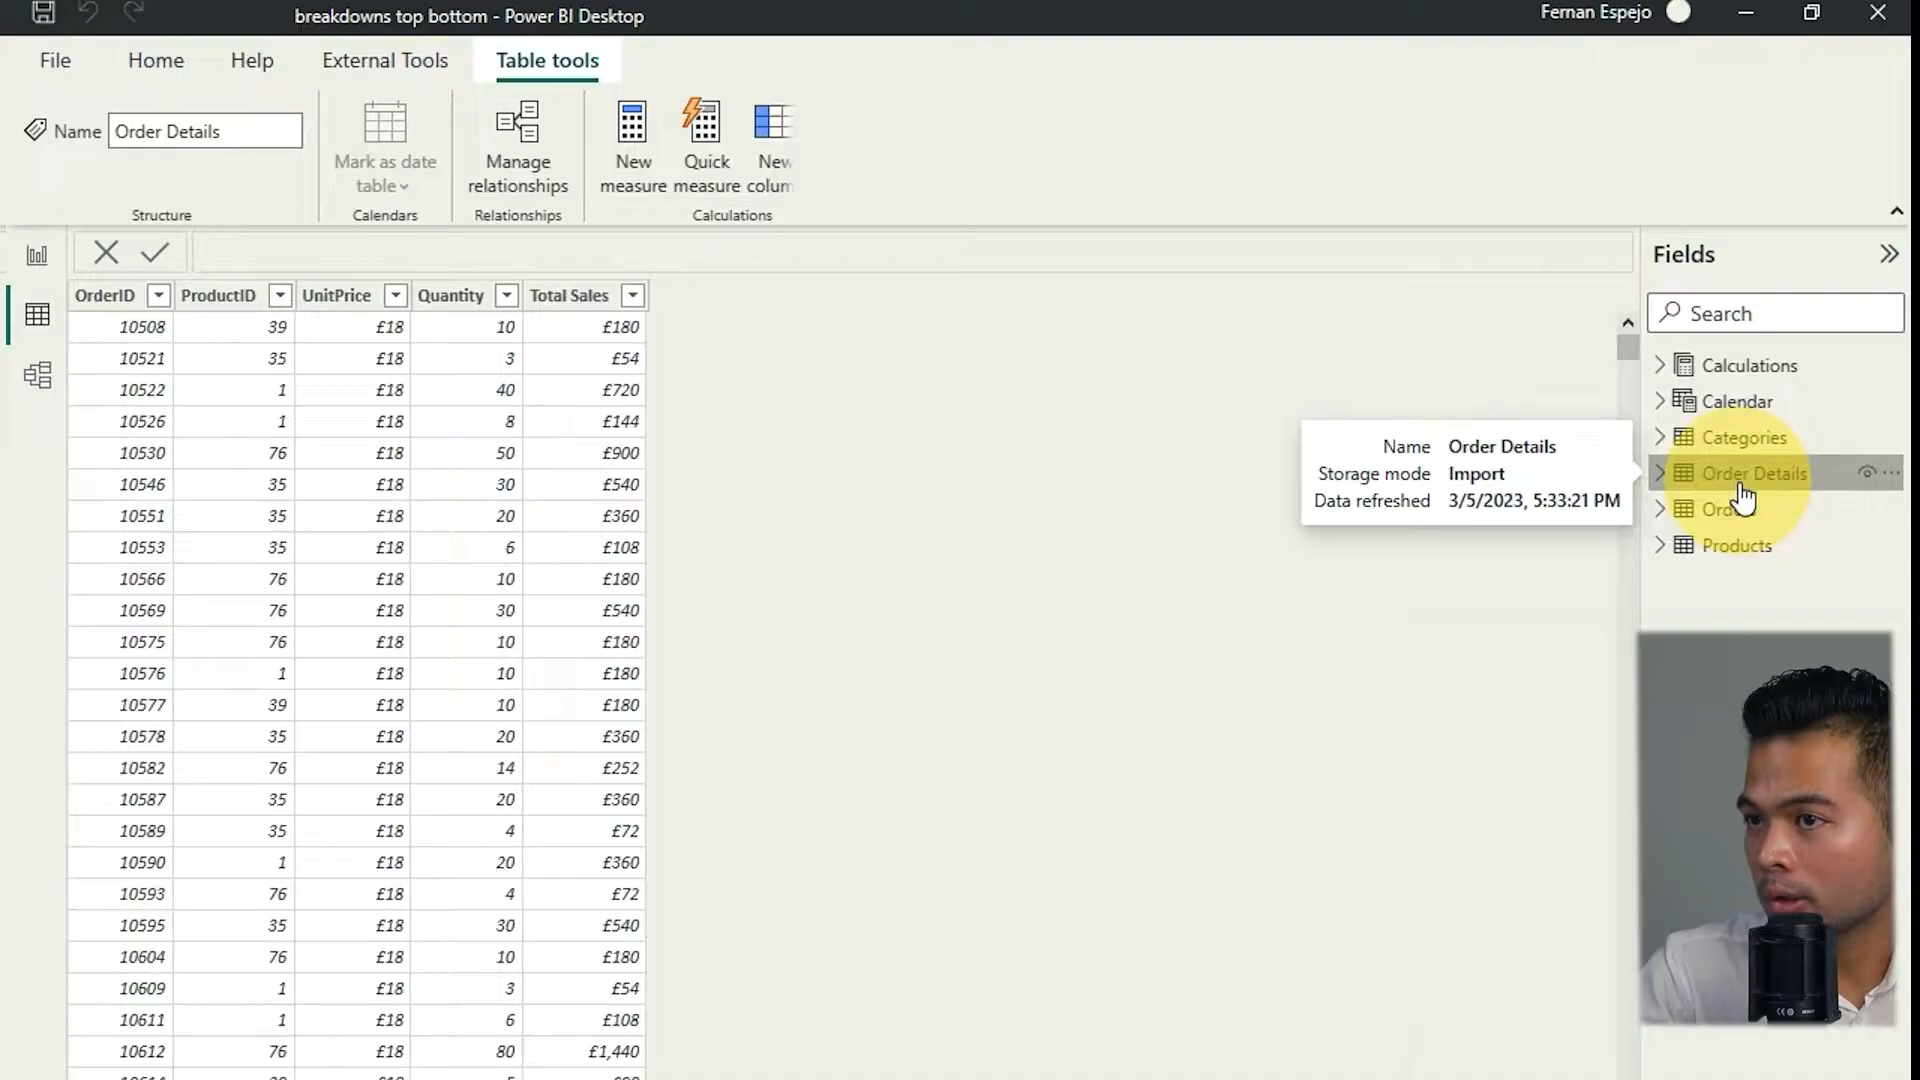 breakdowns top bottom - Power BI Desktop
Fernan Espejo
File Home Help External Tools Table tools
Name Order Details
Mark as date table
Manage relationships
New measure
Quick measure
New colum
Structure Calendars Relationships Calculations
Fields
Search
Calculations
Calendar
Categories
Order Details
Products
Name Order Details
Storage mode Import
Data refreshed 3/5/2023, 5:33:21 PM
OrderID ProductID UnitPrice Quantity Total Sales
10508 39 £18 10 £180
10521 35 £18 3 £54
10522 1 £18 40 £720
10526 1 £18 8 £144
10530 76 £18 50 £900
10546 35 £18 30 £540
10551 35 £18 20 £360
10553 35 £18 6 £108
10566 76 £18 10 £180
10569 76 £18 30 £540
10575 76 £18 10 £180
10576 1 £18 10 £180
10577 39 £18 10 £180
10578 35 £18 20 £360
10582 76 £18 14 £252
10587 35 £18 20 £360
10589 35 £18 4 £72
10590 1 £18 20 £360
10593 76 £18 4 £72
10595 35 £18 30 £540
10604 76 £18 10 £180
10609 1 £18 3 £54
10611 1 £18 6 £108
10612 76 £18 80 £1,440